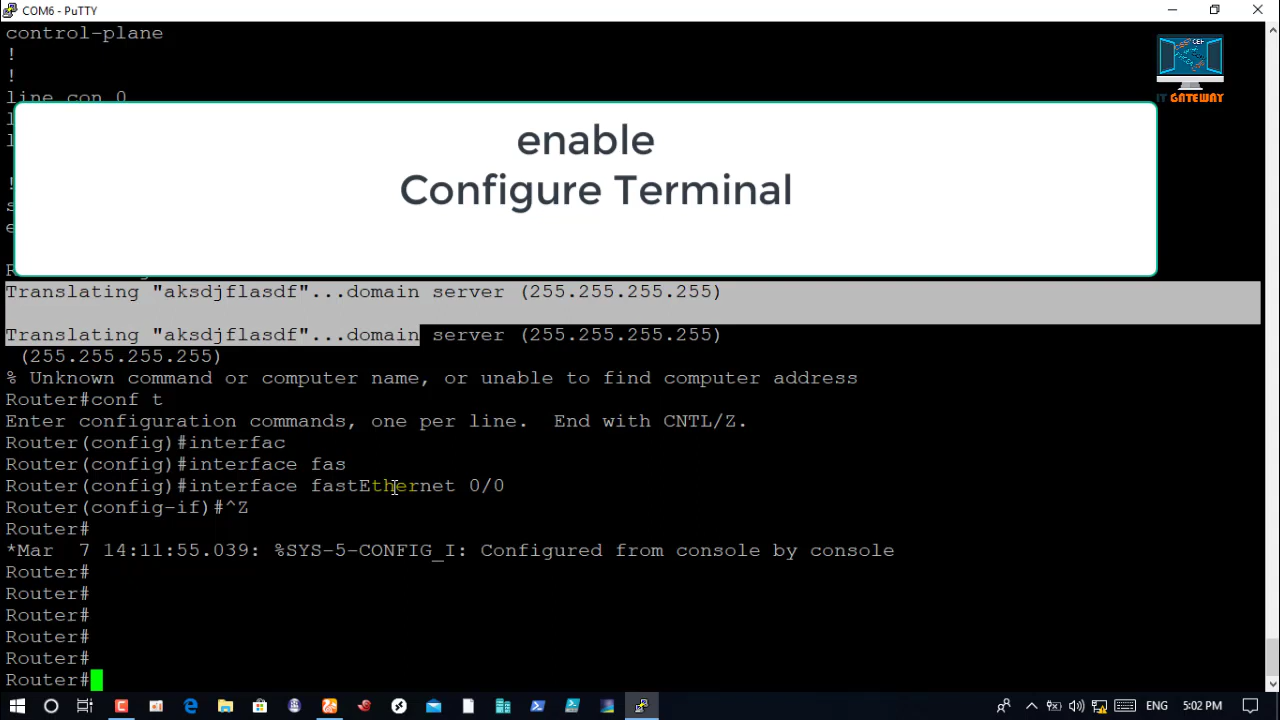 COM6 - PuTTY
control-plane
!
!
line con 0
CEF
IT GATEWAY
enable
Configure Terminal
Translating "aksdjflasdf"...domain server (255.255.255.255)
Translating "aksdjflasdf"...domain server (255.255.255.255)
(255.255.255.255)
% Unknown command or computer name, or unable to find computer address
Router#conf t
Enter configuration commands, one per line.  End with CNTL/Z.
Router(config)#interfac
Router(config)#interface fas
Router(config)#interface fastEthernet 0/0
Router(config-if)#^Z
Router#
*Mar  7 14:11:55.039: %SYS-5-CONFIG_I: Configured from console by console
Router#
Router#
Router#
Router#
Router#
Router#
ENG
5:02 PM